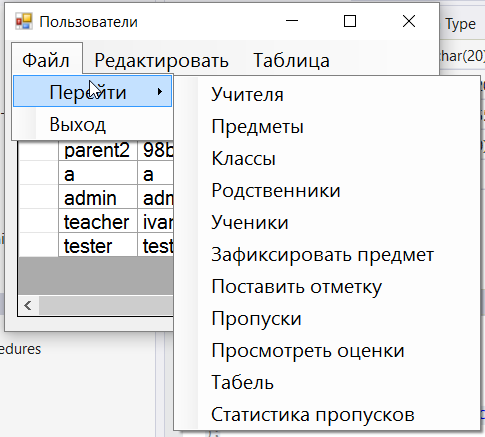 Пользователи
Type
Файл Редактировать Таблица
char(20)
Перейти
Выход
Учителя
Предметы
Классы
Родственники
Ученики
Зафиксировать предмет
Поставить отметку
Пропуски
Просмотреть оценки
Табель
Статистика пропусков
parent2 98b
a a
admin adm
teacher ivar
tester test
edures